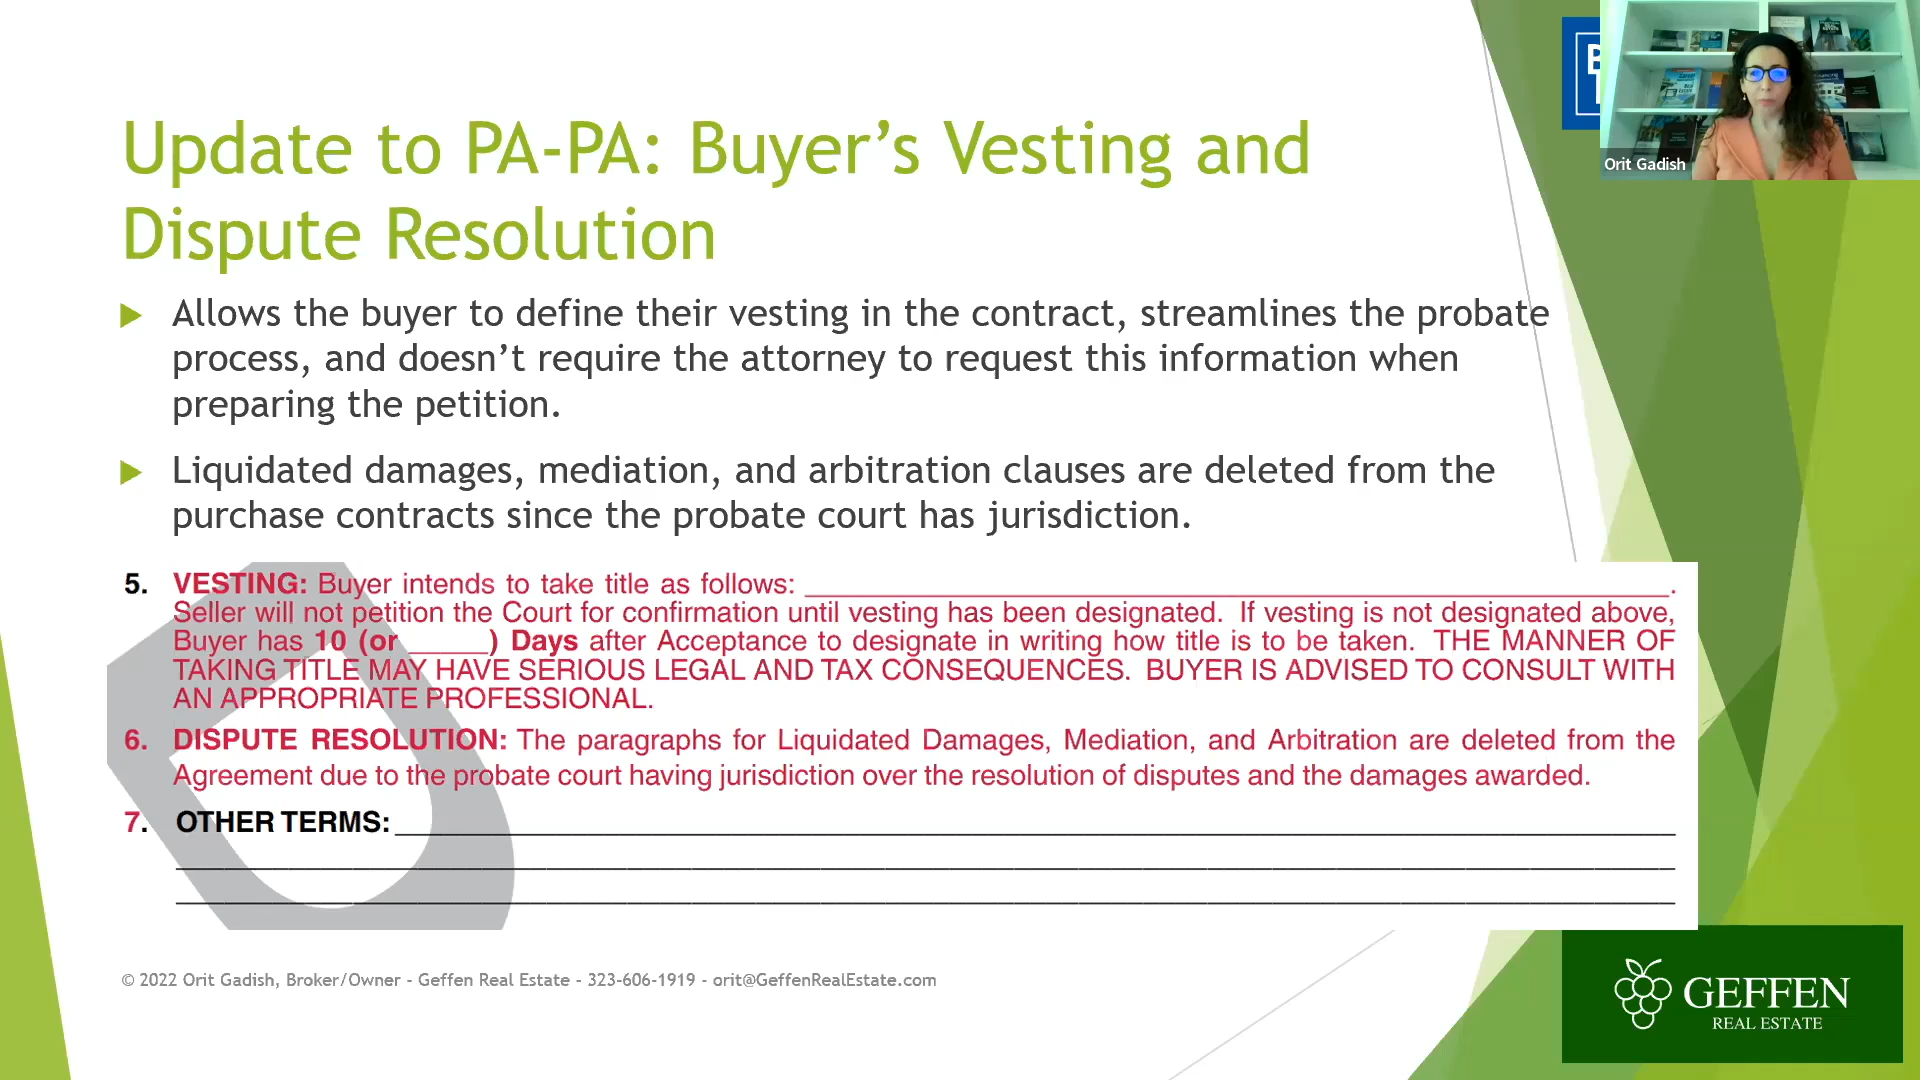 Update to PA-PA: Buyer’s Vesting and
Dispute Resolution
Allows the buyer to define their vesting in the contract, streamlines the probate
process, and doesn’t require the attorney to request this information when
preparing the petition.
Liquidated damages, mediation, and arbitration clauses are deleted from the
purchase contracts since the probate court has jurisdiction.
5. VESTING: Buyer intends to take title as follows: ______.
Seller will not petition the Court for confirmation until vesting has been designated. If vesting is not designated above,
Buyer has 10 (or _____) Days after Acceptance to designate in writing how title is to be taken. THE MANNER OF
TAKING TITLE MAY HAVE SERIOUS LEGAL AND TAX CONSEQUENCES. BUYER IS ADVISED TO CONSULT WITH
AN APPROPRIATE PROFESSIONAL.
6. DISPUTE RESOLUTION: The paragraphs for Liquidated Damages, Mediation, and Arbitration are deleted from the
Agreement due to the probate court having jurisdiction over the resolution of disputes and the damages awarded.
7. OTHER TERMS:
© 2022 Orit Gadish, Broker/Owner - Geffen Real Estate - 323-606-1919 - orit@GeffenRealEstate.com
Orit Gadish
GEFFEN
REAL ESTATE